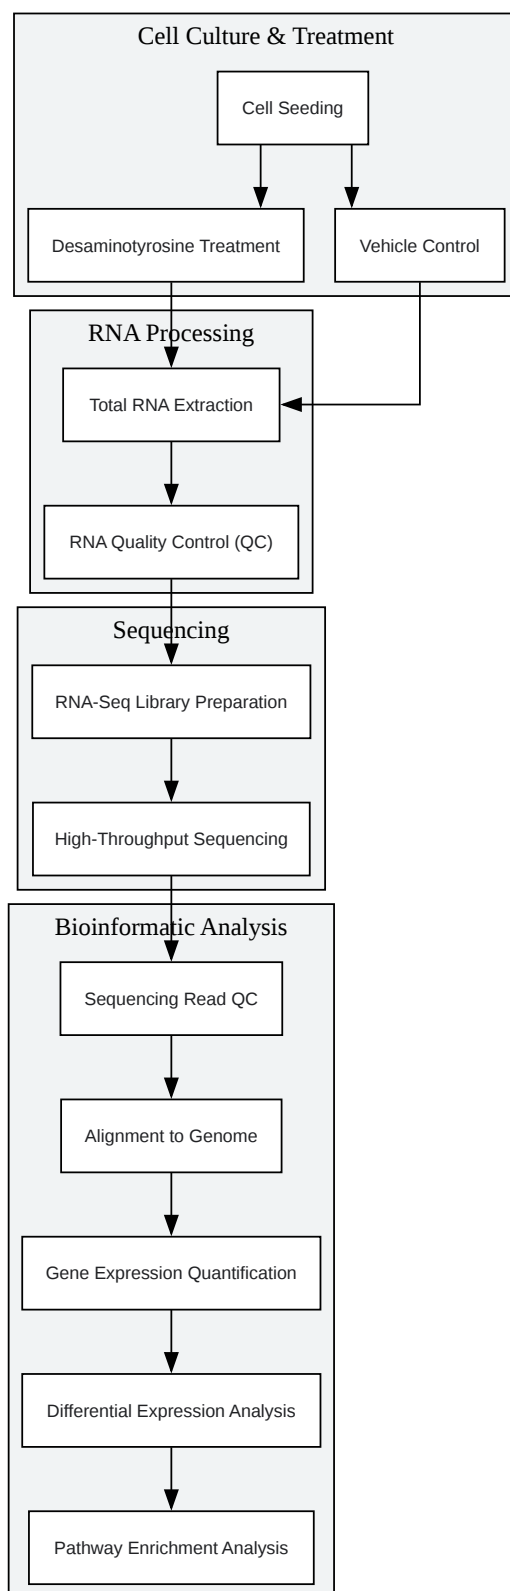 Cell Culture & Treatment
Cell Seeding
Desaminotyrosine Treatment
Vehicle Control
RNA Processing
Total RNA Extraction
RNA Quality Control (QC)
Sequencing
RNA-Seq Library Preparation
High-Throughput Sequencing
Bioinformatic Analysis
Sequencing Read QC
Alignment to Genome
Gene Expression Quantification
Differential Expression Analysis
Pathway Enrichment Analysis